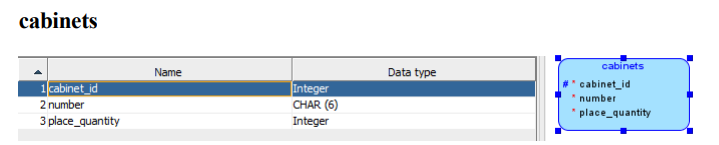 cabinets
Name Data type
1 cabinet_id Integer
2 number CHAR (6)
3 place_quantity Integer
cabinets
# * cabinet_id
* number
* place_quantity